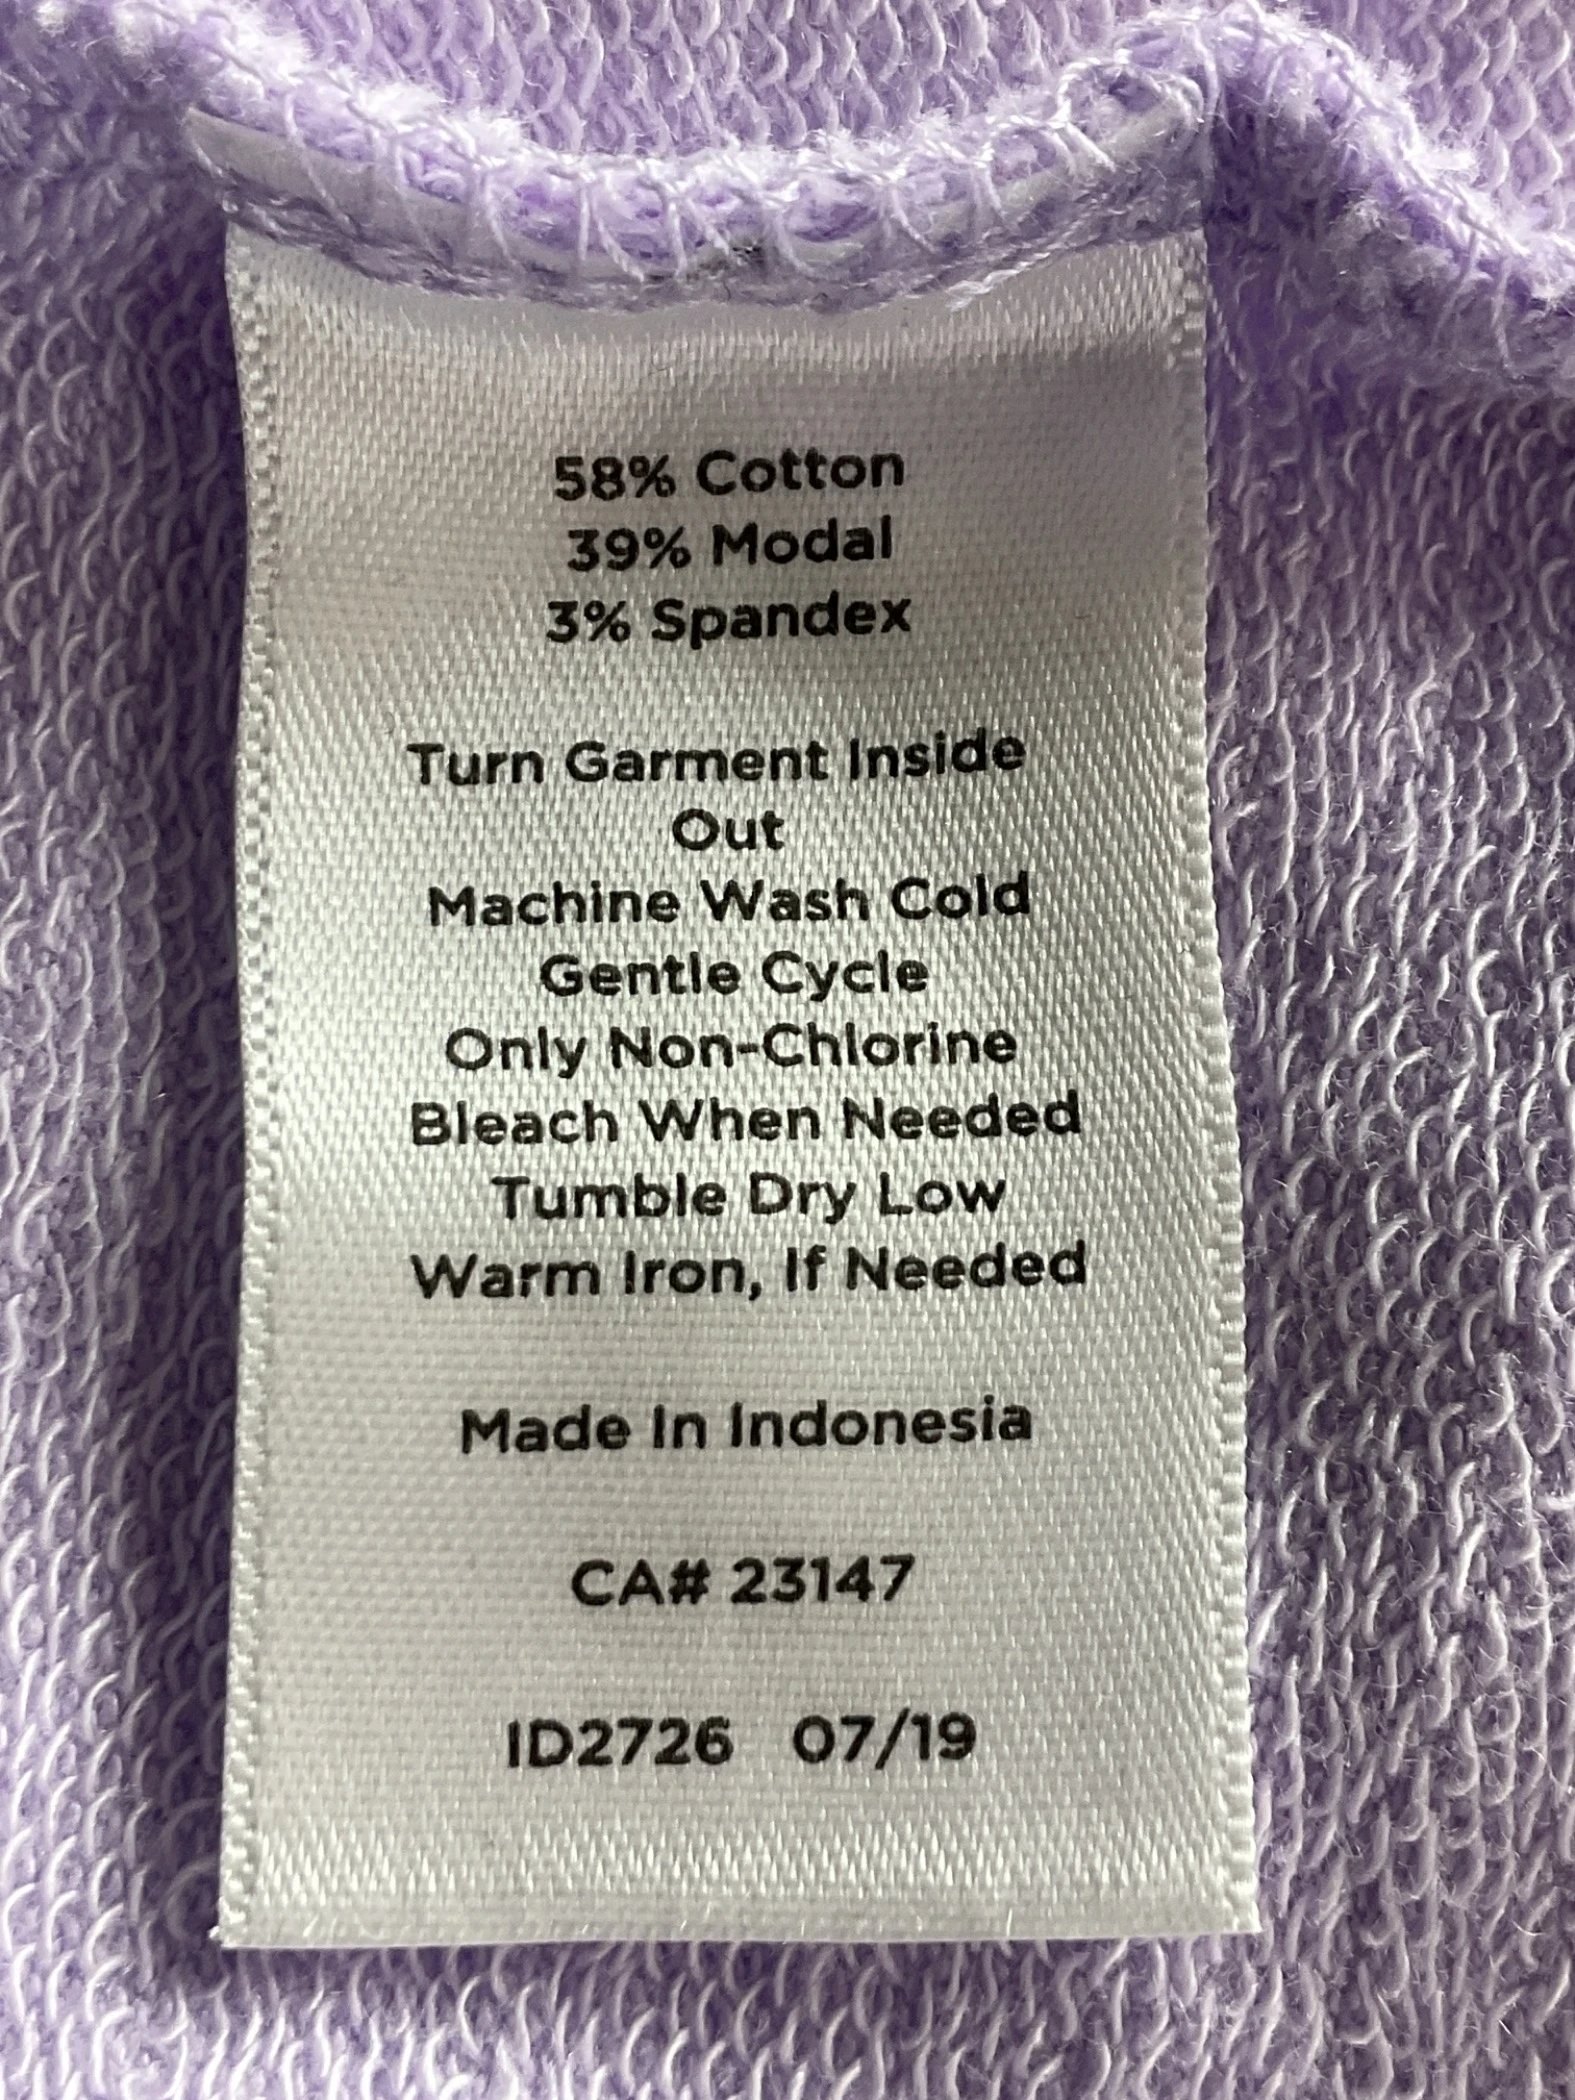 58% Cotton
39% Modal
3% Spandex
Turn Garment Inside
Out
Machine Wash Cold
Gentle Cycle
Only Non-Chlorine
Bleach When Needed
Tumble Dry Low
Warm Iron, If Needed
Made In Indonesia
CA# 23147
ID2726 07/19